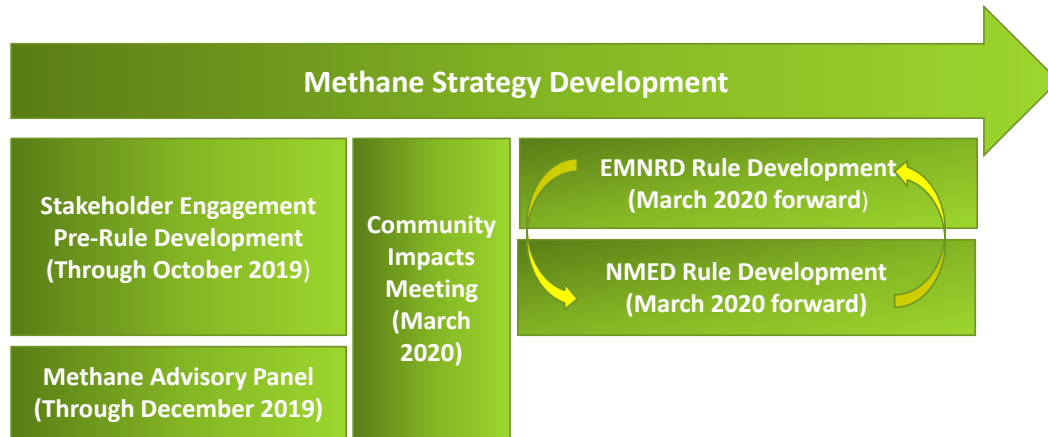 Methane Strategy Development
Stakeholder Engagement
Pre-Rule Development
(Through October 2019)
Methane Advisory Panel
(Through December 2019)
Community
Impacts
Meeting
(March
2020)
EMNRD Rule Development
(March 2020 forward)
NMED Rule Development
(March 2020 forward)